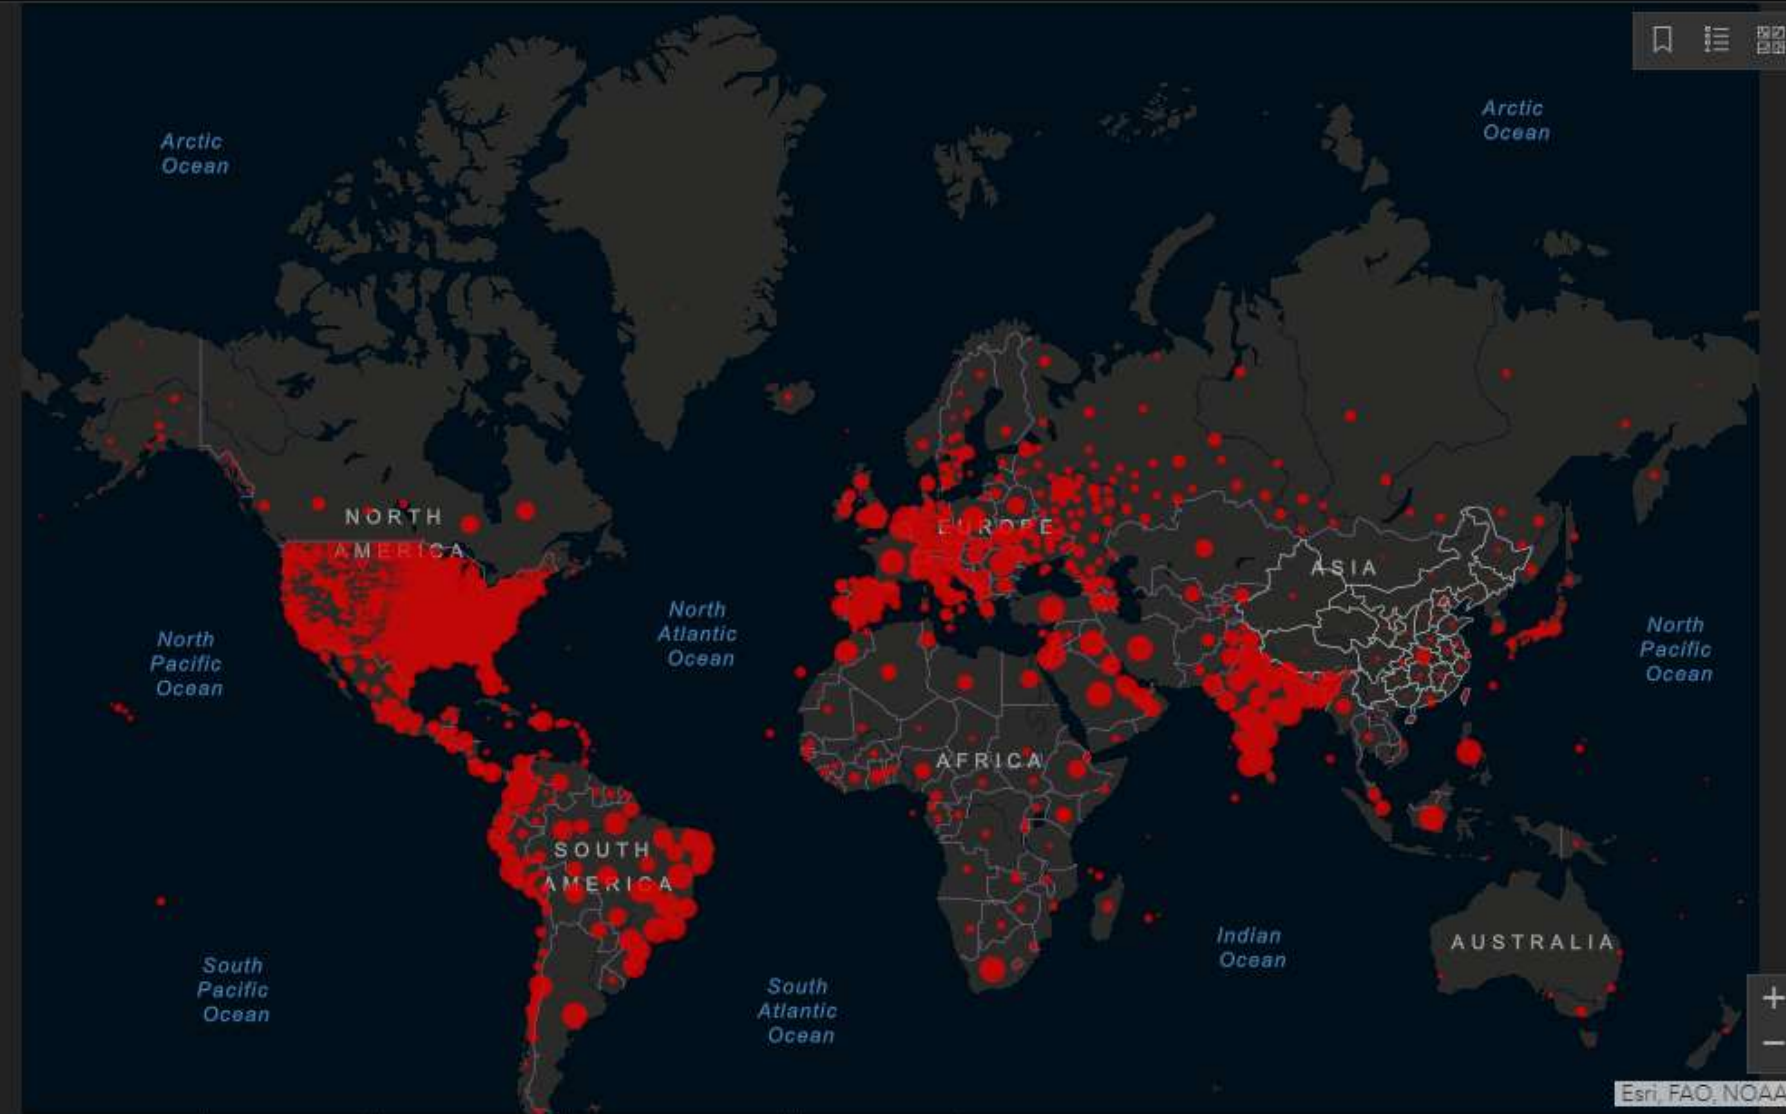 Arctic
Ocean
Arctic
Ocean
NORTH
AMERICA
EUROPE
ASIA
North
Atlantic
Ocean
North
Pacific
Ocean
North
Pacific
Ocean
AFRICA
SOUTH
AMERICA
Indian
Ocean
AUSTRALIA
South
Pacific
Ocean
South
Atlantic
Ocean
+
−
Esri, FAO, NOAA